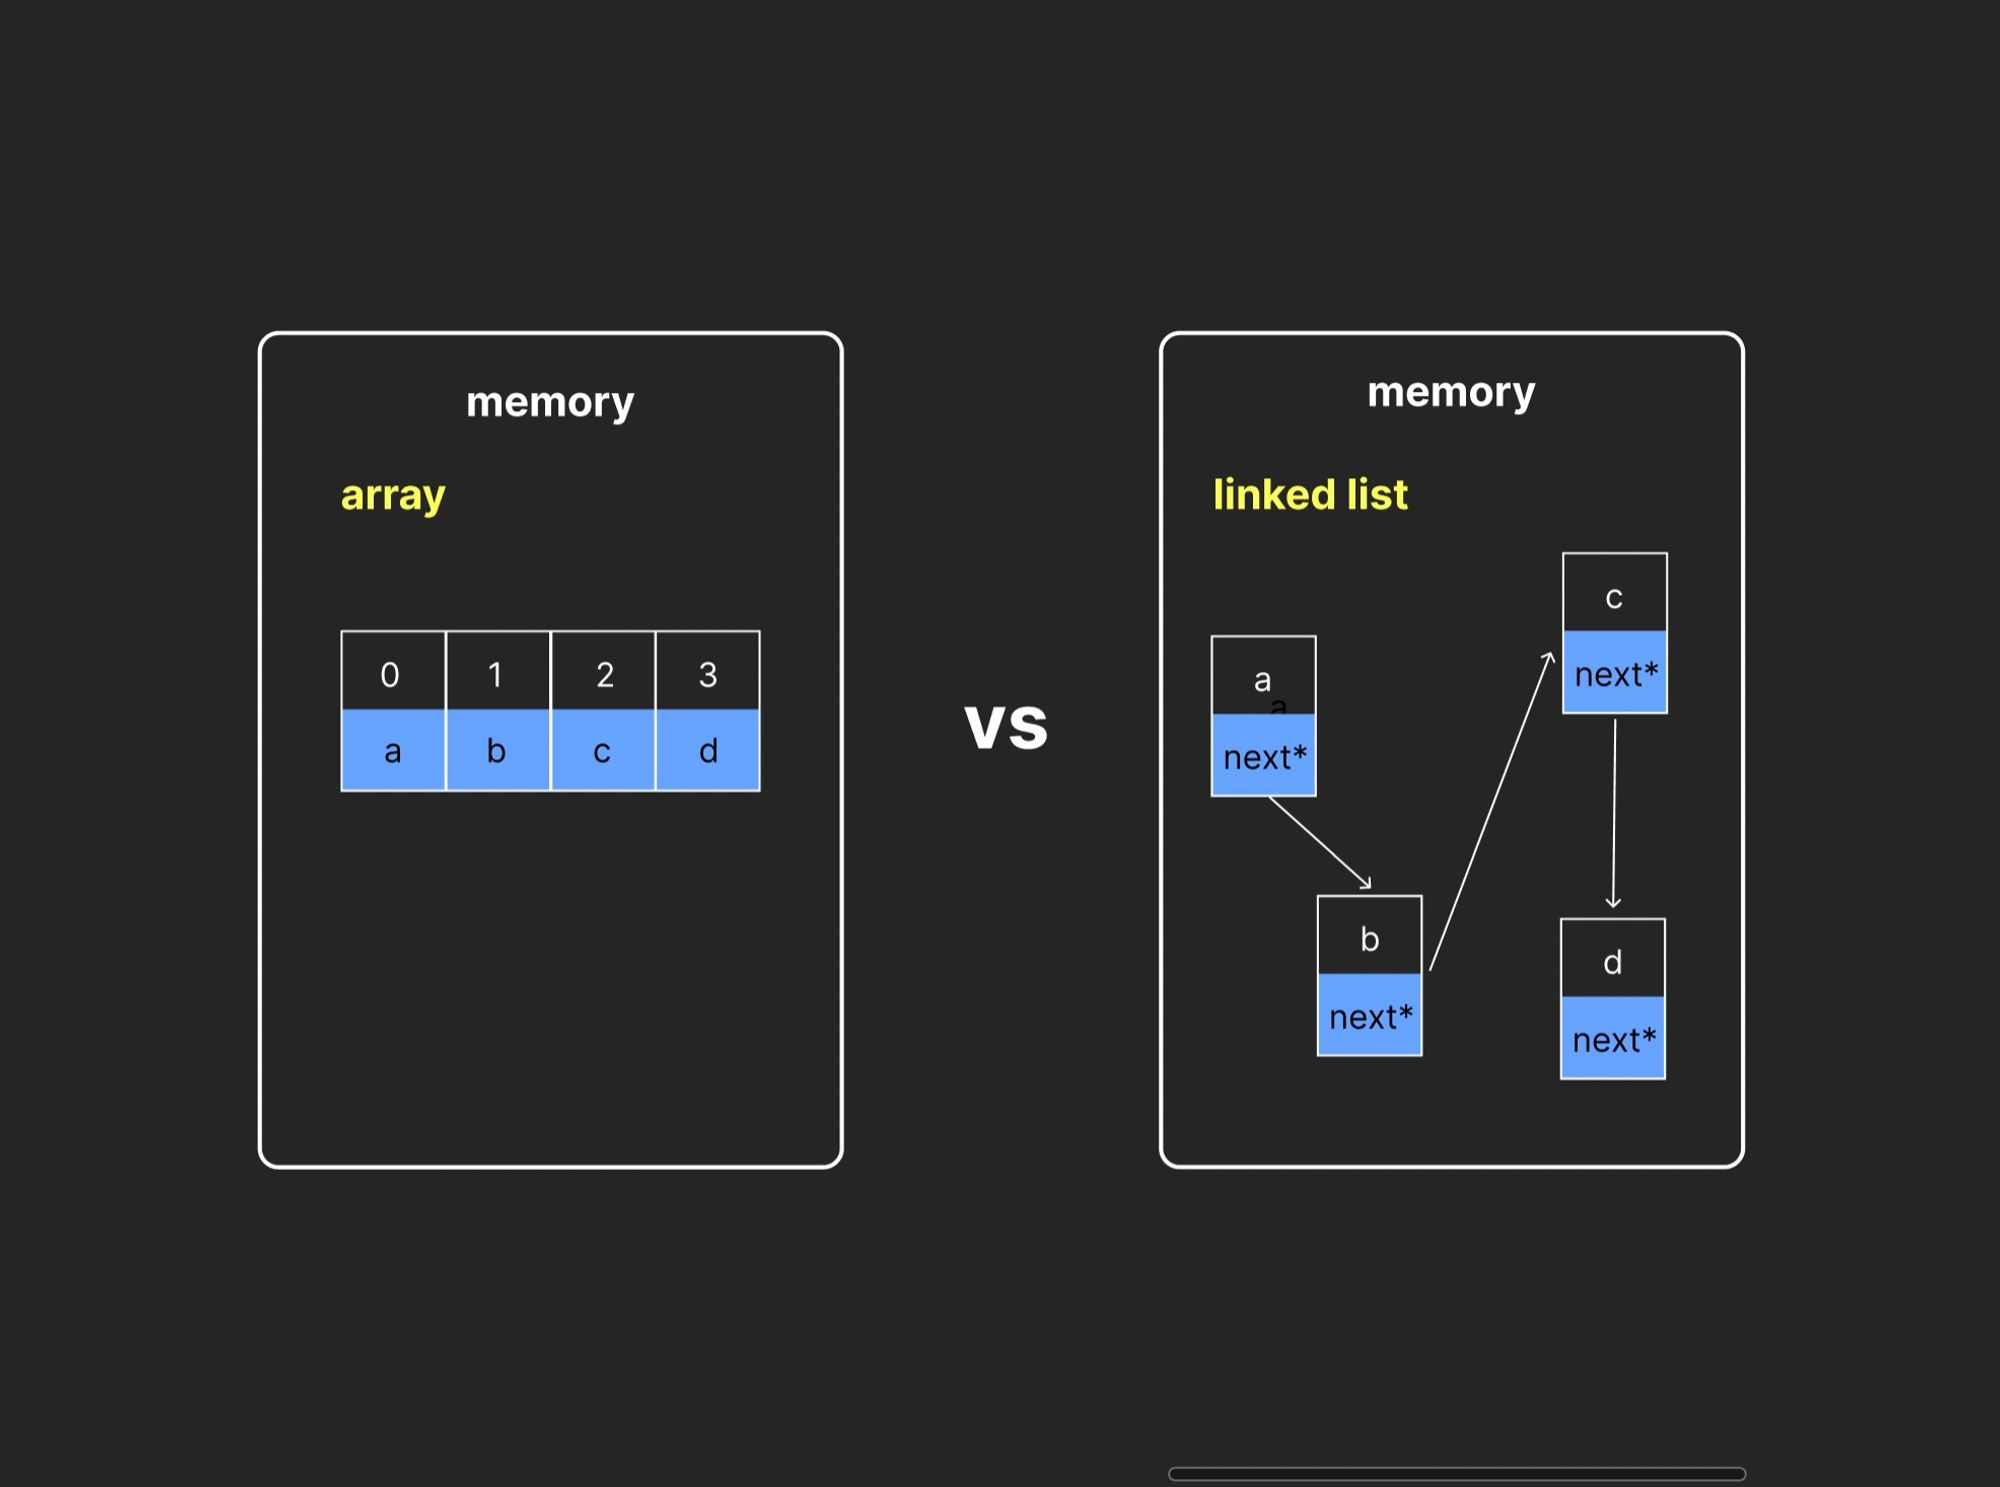 memory
array
0 1 2 3
a b c d
vs
memory
linked list
a
a
next*
b
next*
c
next*
d
next*